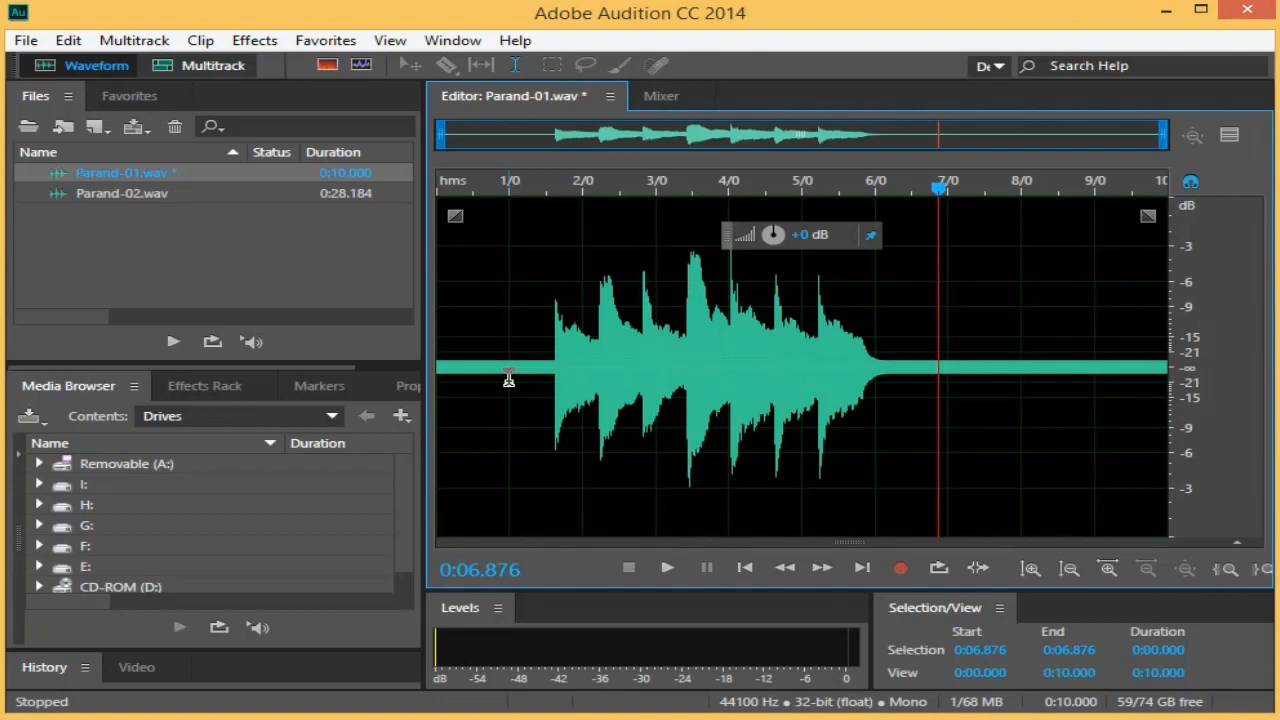 Au Adobe Audition CC 2014
File Edit Multitrack Clip Effects Favorites View Window Help
Waveform Multitrack De Search Help
Files Favorites
Name Status Duration
Parand-01.wav * 0:10.000
Parand-02.wav 0:28.184
Media Browser Effects Rack Markers Prop
Contents: Drives
Name Duration
Removable (A:)
I:
H:
G:
F:
E:
CD-ROM (D:)
History Video
Editor: Parand-01.wav * Mixer
hms 1/0 2/0 3/0 4/0 5/0 6/0 7/0 8/0 9/0 10
+0 dB
dB
-3
-6
-9
-15
-21
-∞
-21
-15
-9
-6
-3
0:06.876
Levels
dB -54 -48 -42 -36 -30 -24 -18 -12 -6 0
Selection/View
Start End Duration
Selection 0:06.876 0:06.876 0:00.000
View 0:00.000 0:10.000 0:10.000
Stopped 44100 Hz ● 32-bit (float) ● Mono 1/68 MB 0:10.000 59/74 GB free